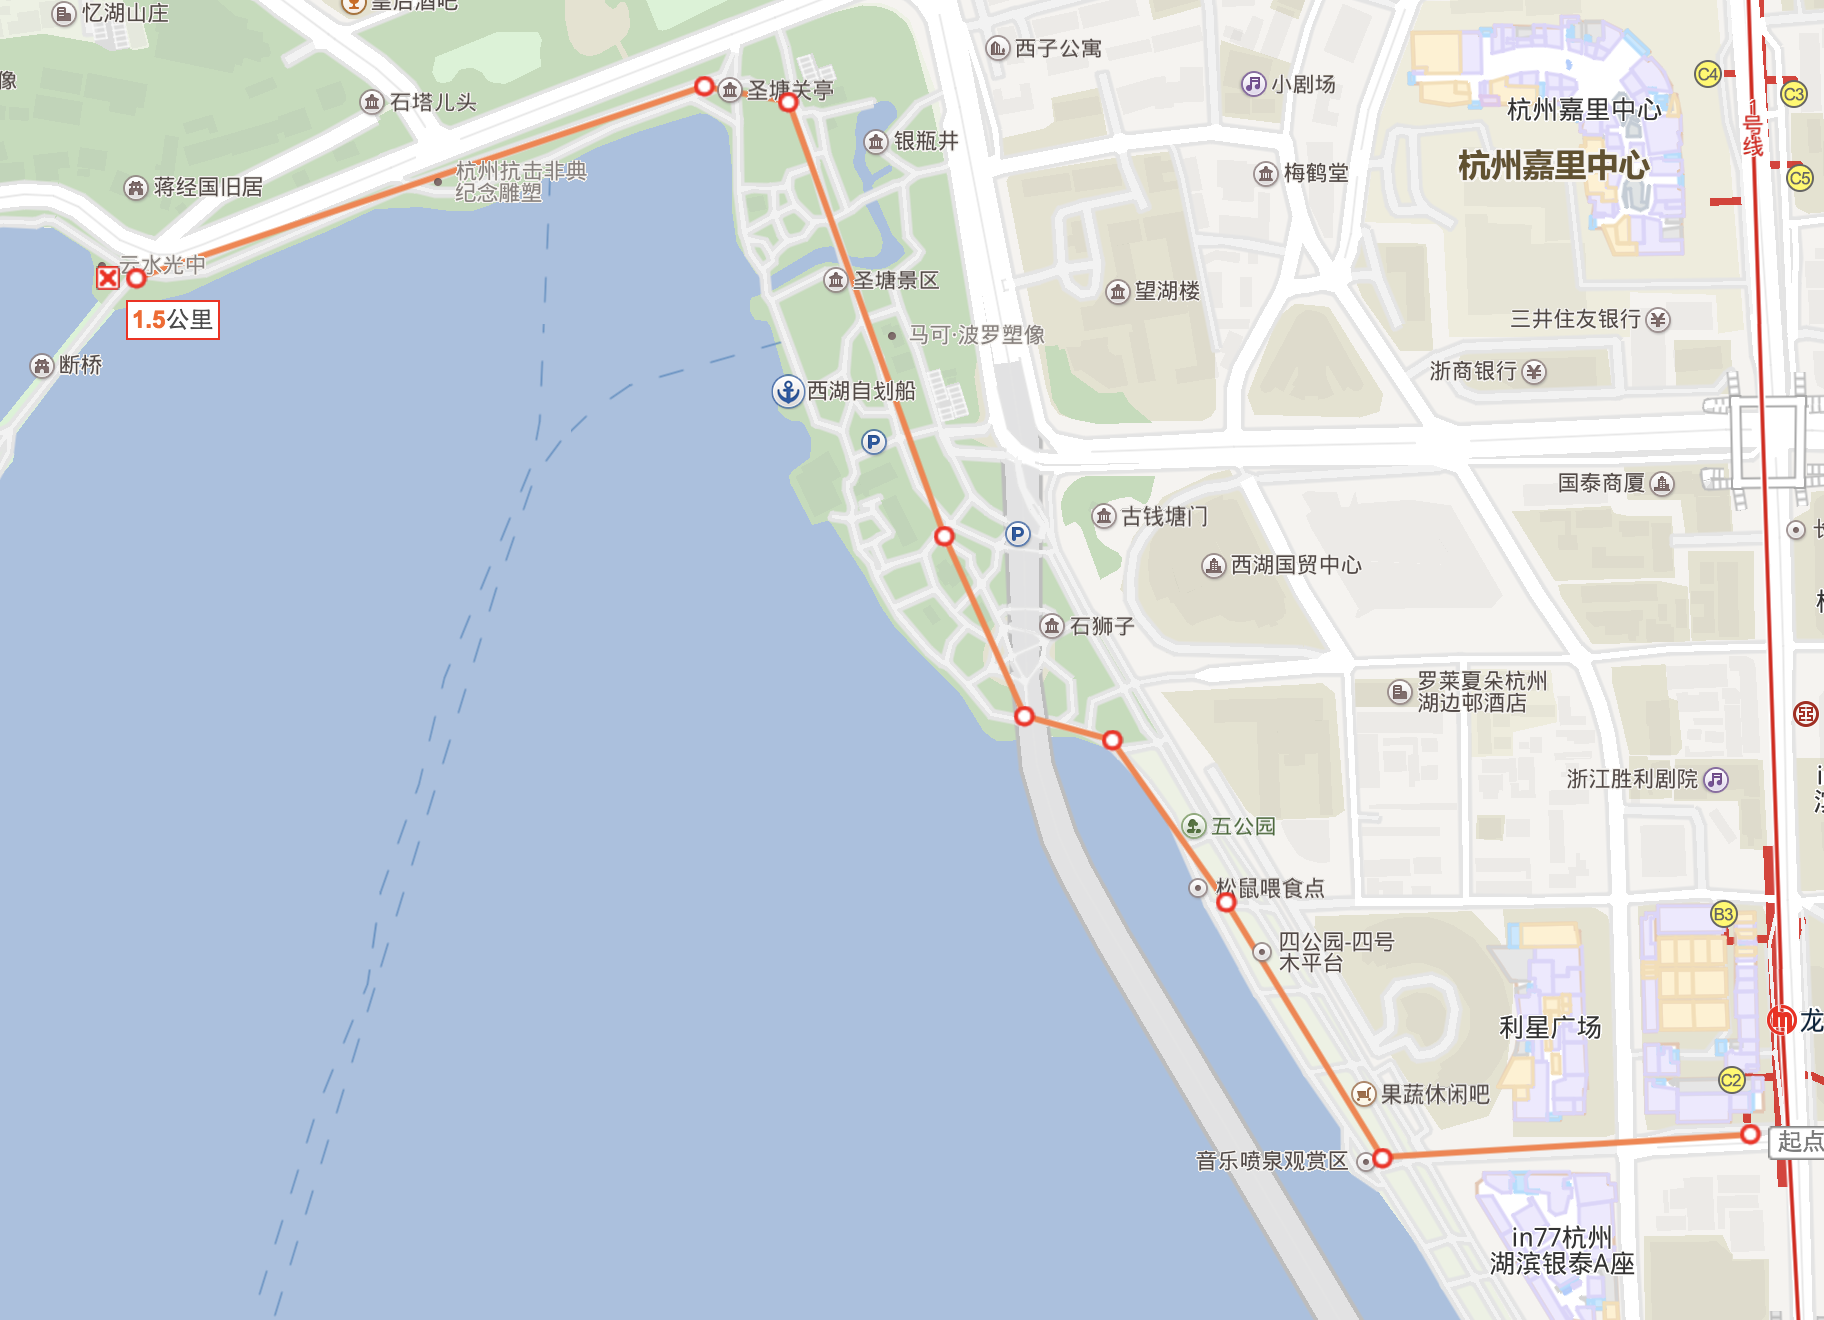 忆湖山庄
皇后酒吧
西子公寓
小剧场
C4
C3
杭州嘉里中心
1号线
像
石塔儿头
圣塘关亭
银瓶井
杭州嘉里中心
杭州抗击非典
纪念雕塑
梅鹤堂
C5
蒋经国旧居
云水光中
圣塘景区
望湖楼
1.5公里
马可·波罗塑像
三井住友银行
断桥
浙商银行
西湖自划船
P
国泰商厦
古钱塘门
P
西湖国贸中心
石狮子
罗莱夏朵杭州
湖边邨酒店
浙江胜利剧院
五公园
松鼠喂食点
B3
四公园-四号
木平台
利星广场
龙
C2
果蔬休闲吧
起点
音乐喷泉观赏区
in77杭州
湖滨银泰A座